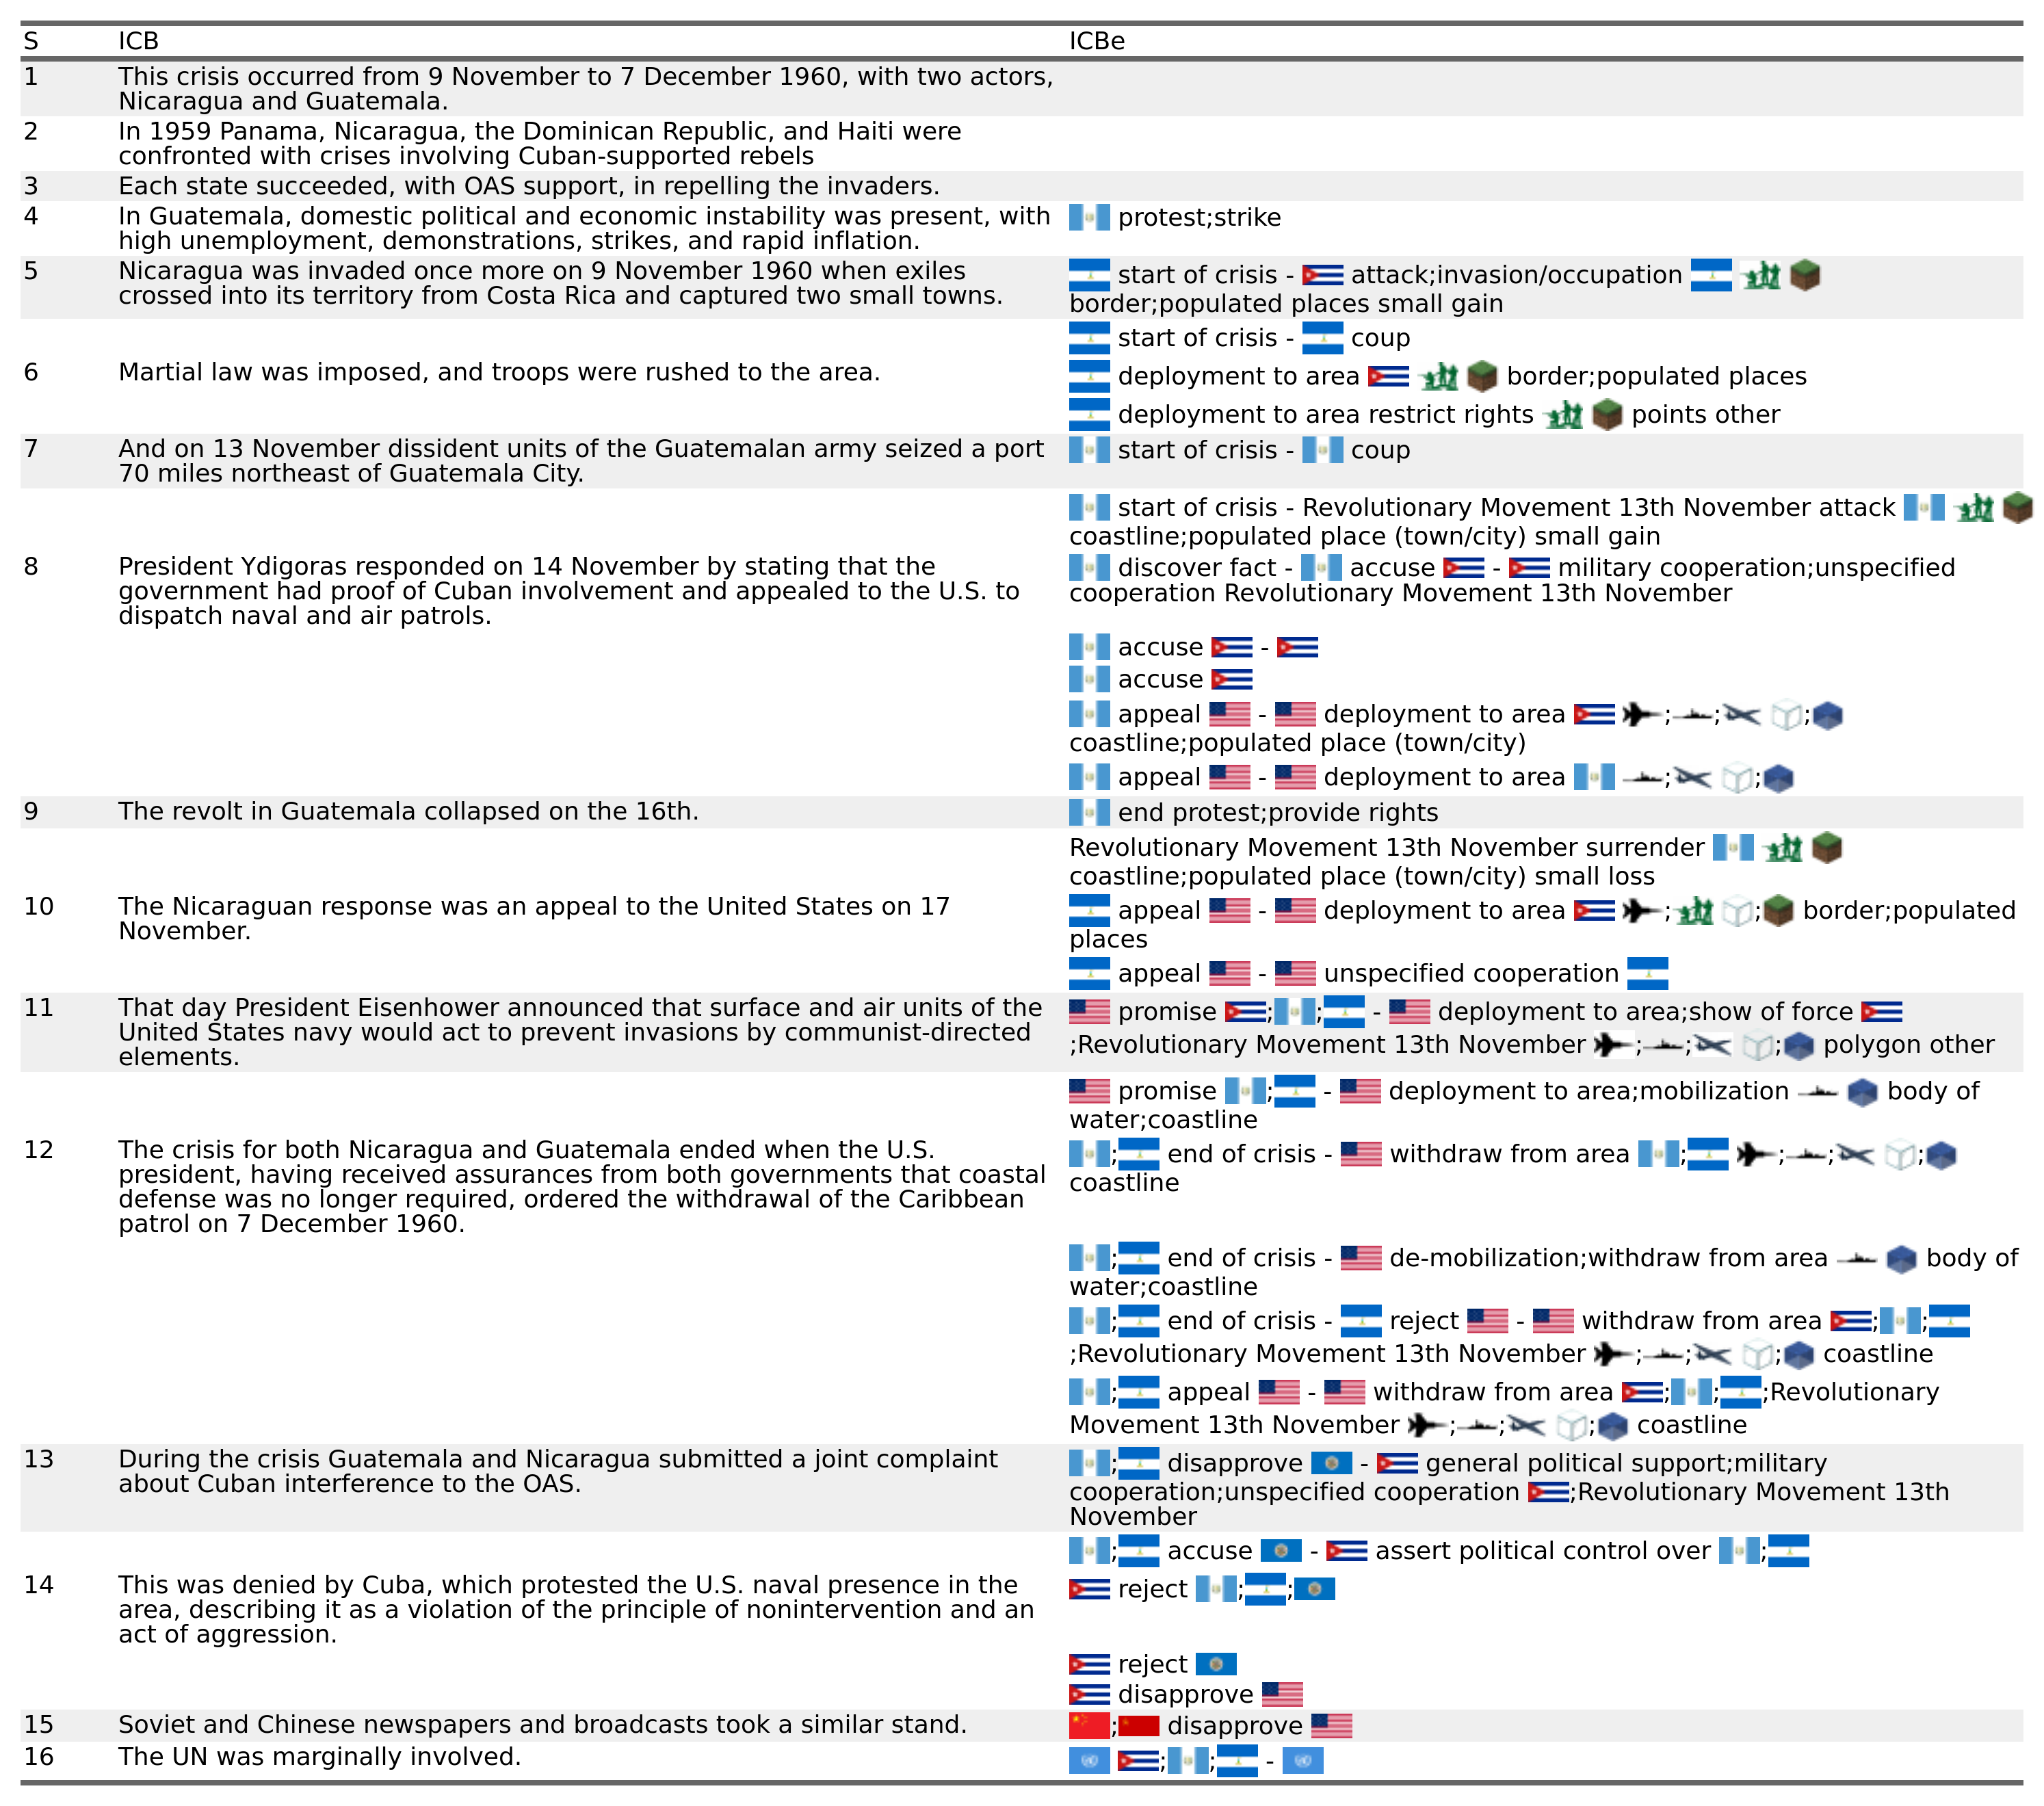 S ICB ICBe
1 This crisis occurred from 9 November to 7 December 1960, with two actors,
Nicaragua and Guatemala.
2 In 1959 Panama, Nicaragua, the Dominican Republic, and Haiti were
confronted with crises involving Cuban-supported rebels
3 Each state succeeded, with OAS support, in repelling the invaders.
4 In Guatemala, domestic political and economic instability was present, with
high unemployment, demonstrations, strikes, and rapid inflation.
protest;strike
5 Nicaragua was invaded once more on 9 November 1960 when exiles
crossed into its territory from Costa Rica and captured two small towns.
start of crisis - attack;invasion/occupation
border;populated places small gain
start of crisis - coup
6 Martial law was imposed, and troops were rushed to the area.
deployment to area border;populated places
deployment to area restrict rights points other
7 And on 13 November dissident units of the Guatemalan army seized a port
70 miles northeast of Guatemala City.
start of crisis - coup
start of crisis - Revolutionary Movement 13th November attack
coastline;populated place (town/city) small gain
8 President Ydigoras responded on 14 November by stating that the
government had proof of Cuban involvement and appealed to the U.S. to
dispatch naval and air patrols.
discover fact - accuse - military cooperation;unspecified
cooperation Revolutionary Movement 13th November
accuse -
accuse
appeal - deployment to area ; ; ;
coastline;populated place (town/city)
appeal - deployment to area ; ;
9 The revolt in Guatemala collapsed on the 16th.
end protest;provide rights
Revolutionary Movement 13th November surrender
coastline;populated place (town/city) small loss
10 The Nicaraguan response was an appeal to the United States on 17
November.
appeal - deployment to area ; ; border;populated
places
appeal - unspecified cooperation
11 That day President Eisenhower announced that surface and air units of the
United States navy would act to prevent invasions by communist-directed
elements.
promise ; ; - deployment to area;show of force
;Revolutionary Movement 13th November ; ; ; polygon other
promise ; - deployment to area;mobilization body of
water;coastline
12 The crisis for both Nicaragua and Guatemala ended when the U.S.
president, having received assurances from both governments that coastal
defense was no longer required, ordered the withdrawal of the Caribbean
patrol on 7 December 1960.
; end of crisis - withdraw from area ; ; ; ;
coastline
; end of crisis - de-mobilization;withdraw from area body of
water;coastline
; end of crisis - reject - withdraw from area ; ;
;Revolutionary Movement 13th November ; ; ; coastline
; appeal - withdraw from area ; ; ;Revolutionary
Movement 13th November ; ; ; coastline
13 During the crisis Guatemala and Nicaragua submitted a joint complaint
about Cuban interference to the OAS.
; disapprove - general political support;military
cooperation;unspecified cooperation ;Revolutionary Movement 13th
November
; accuse - assert political control over ;
14 This was denied by Cuba, which protested the U.S. naval presence in the
area, describing it as a violation of the principle of nonintervention and an
act of aggression.
reject ; ;
reject
disapprove
15 Soviet and Chinese newspapers and broadcasts took a similar stand.
; disapprove
16 The UN was marginally involved.
; ; -